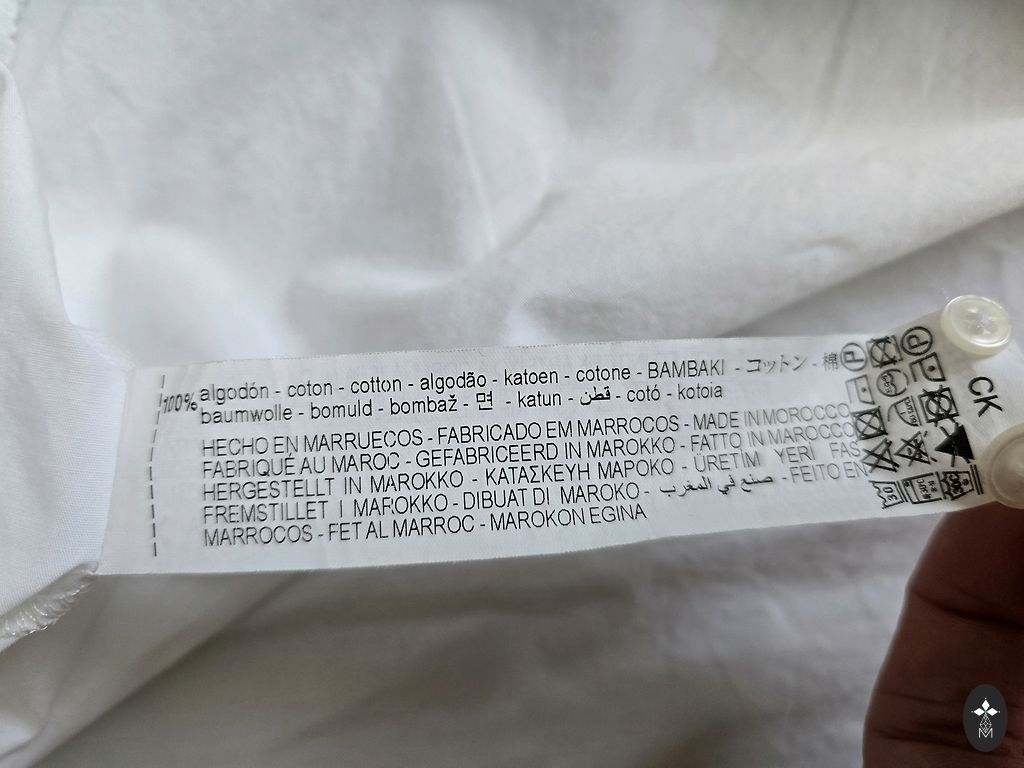 100% algodón - coton - cotton - algodão - katoen - cotone - BAMBAKI - コットン - 棉
baumwolle - bomuld - bombaž - 면 - katun - قطن - cotó - kotoia
HECHO EN MARRUECOS - FABRICADO EM MARROCOS - MADE IN MOROCCO
FABRIQUÉ AU MAROC - GEFABRICEERD IN MAROKKO - FATTO IN MAROCCO
HERGESTELLT IN MAROKKO - ΚΑΤΑΣΚΕΥΗ ΜΑΡΟΚΟ - ÜRETİM YERİ FAS
FREMSTILLET I MAROKKO - DIBUAT DI MAROKO - صنع في المغرب - FEITO EN
MARROCOS - FET AL MARROC - MAROKON EGINA
CK
P
P
M